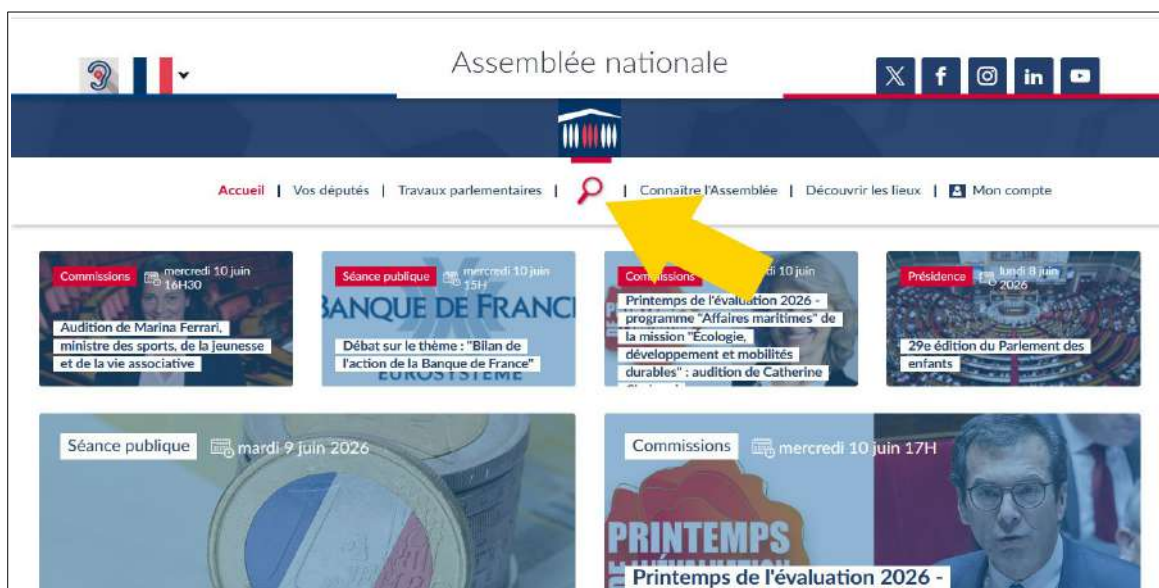 Assemblée nationale
Accueil | Vos députés | Travaux parlementaires | | Connaître l'Assemblée | Découvrir les lieux | Mon compte
Commissions mercredi 10 juin
16H30
Audition de Marina Ferrari,
ministre des sports, de la jeunesse
et de la vie associative
Séance publique mercredi 10 juin
15H
BANQUE DE FRANC
Débat sur le thème : "Bilan de
l'action de la Banque de France"
EUROSYSTÈME
Commissions di 10 juin
Printemps de l'évaluation 2026 -
programme "Affaires maritimes" de
la mission "Écologie,
développement et mobilités
durables" : audition de Catherine
Présidence lundi 8 juin
2026
29e édition du Parlement des
enfants
Séance publique mardi 9 juin 2026
Commissions mercredi 10 juin 17H
PRINTEMPS
Printemps de l'évaluation 2026 -